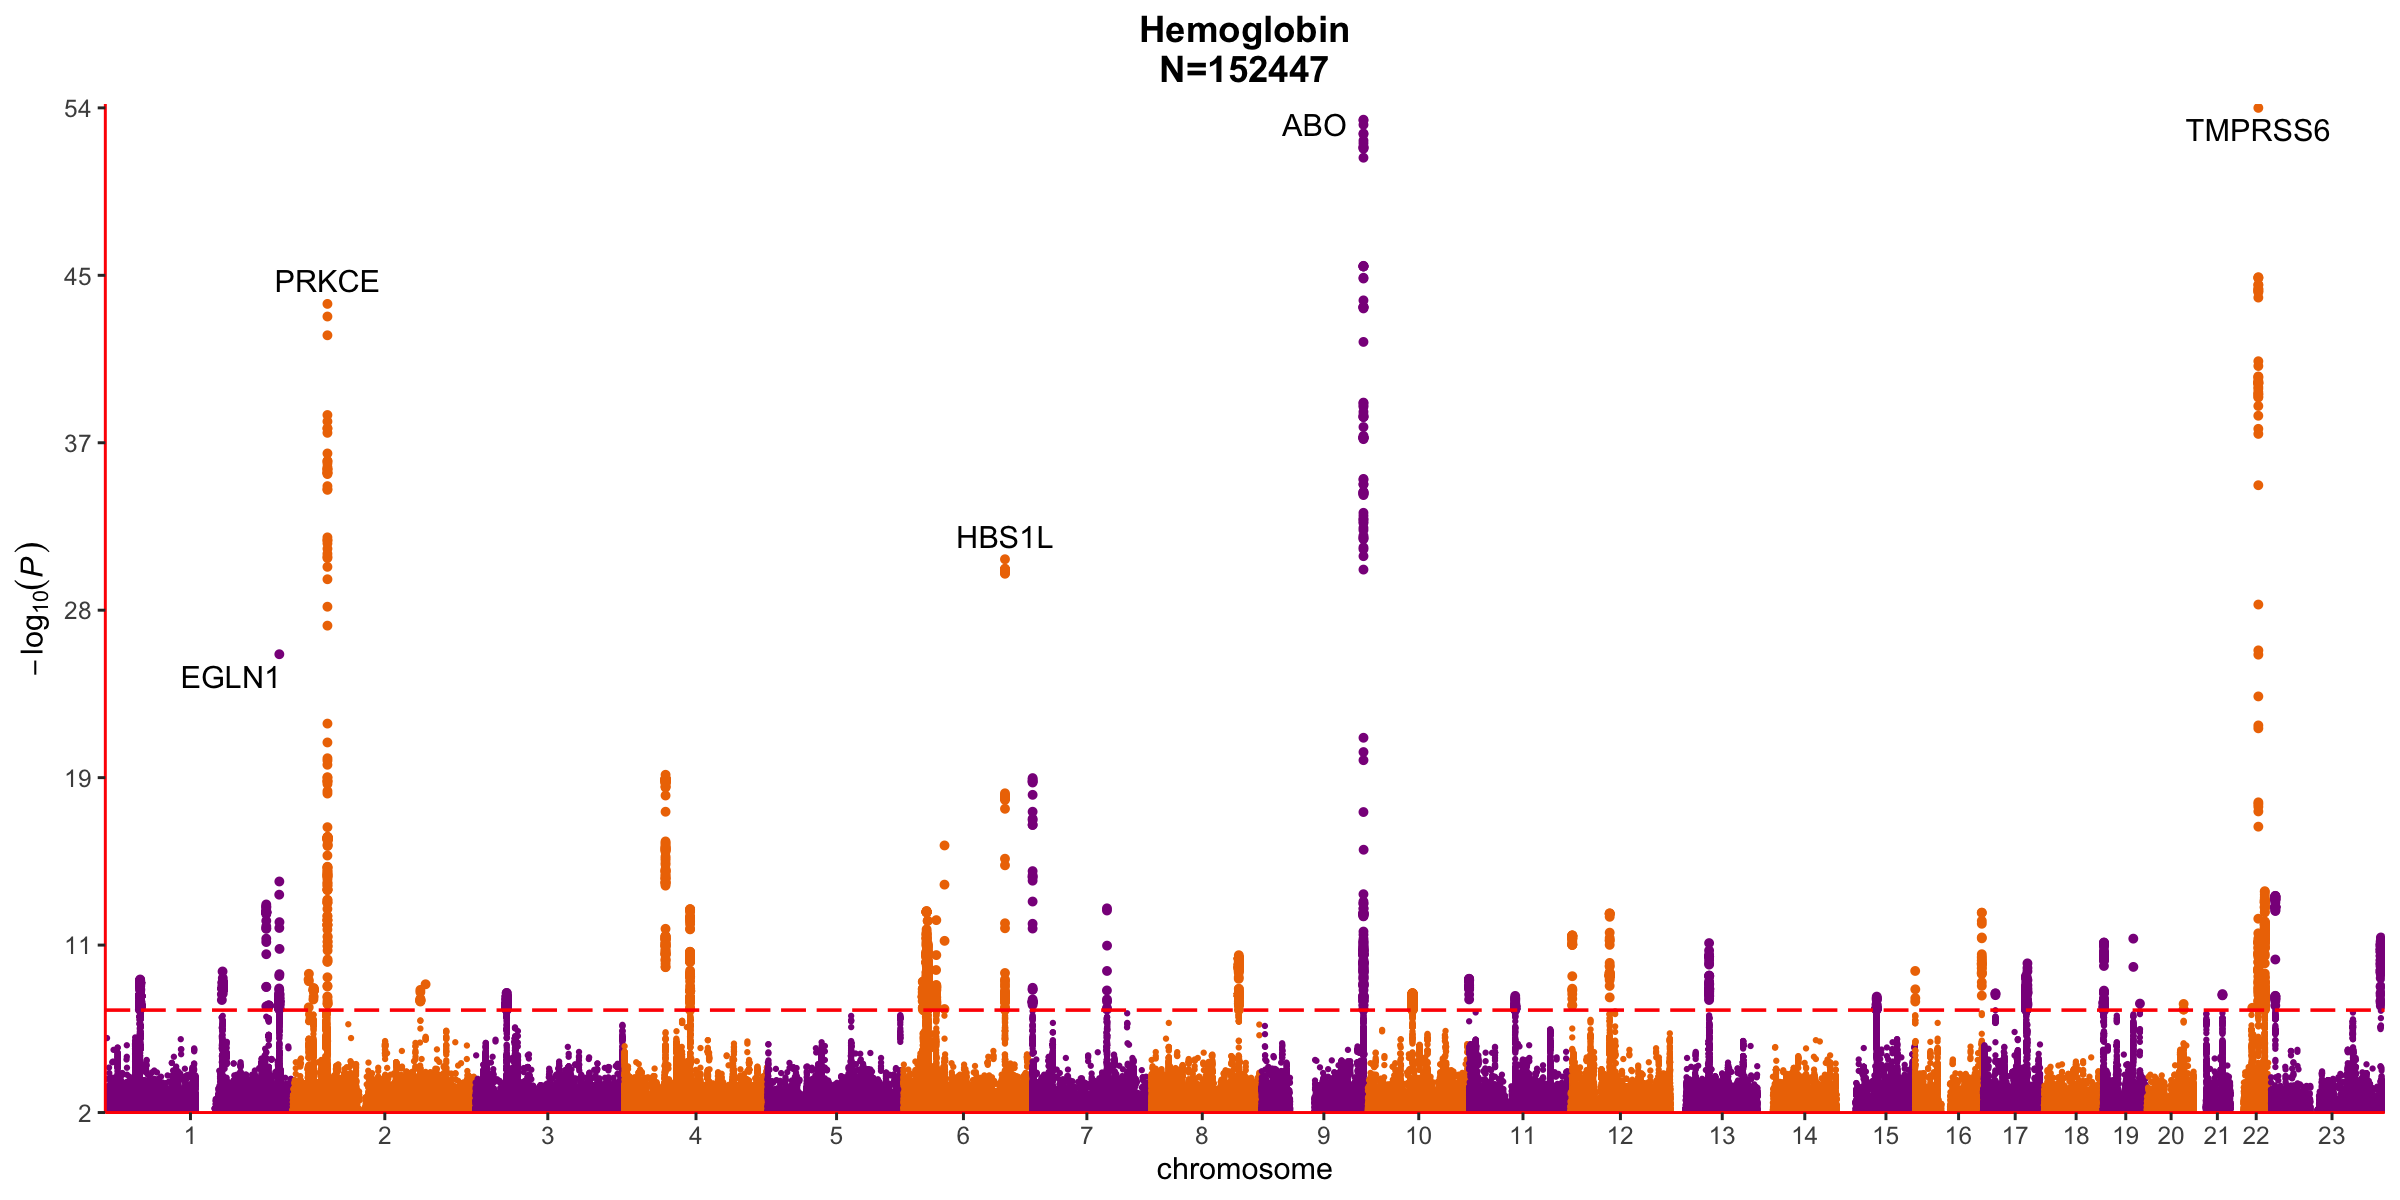 Hemoglobin
N=152447
54
ABO
TMPRSS6
45
PRKCE
37
HBS1L
−log10(P)
28
EGLN1
19
11
2
1 2 3 4 5 6 7 8 9 10 11 12 13 14 15 16 17 18 19 20 21 22 23
chromosome